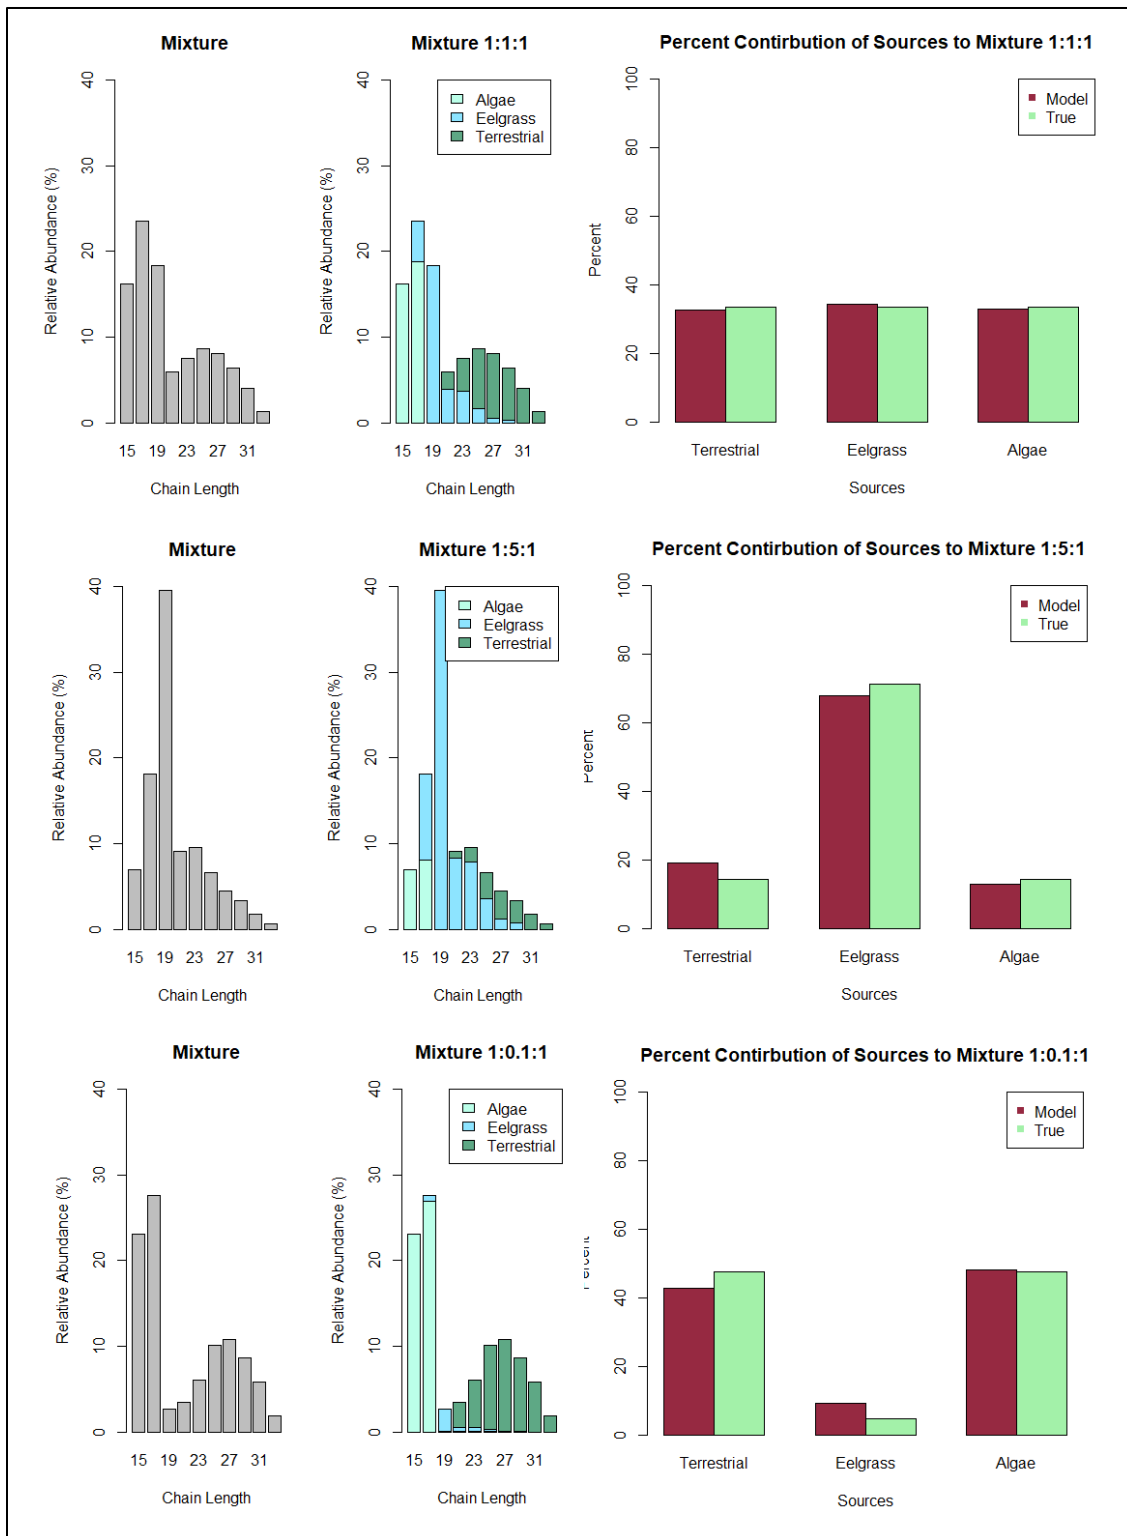 Mixture
40
30
20
10
0
Relative Abundance (%)
15 19 23 27 31
Chain Length
Mixture 1:1:1
Algae
Eelgrass
Terrestrial
40
30
20
10
0
Relative Abundance (%)
15 19 23 27 31
Chain Length
Percent Contirbution of Sources to Mixture 1:1:1
Model
True
100
80
60
40
20
0
Percent
Terrestrial Eelgrass Algae
Sources
Mixture
40
30
20
10
0
Relative Abundance (%)
15 19 23 27 31
Chain Length
Mixture 1:5:1
Algae
Eelgrass
Terrestrial
40
30
20
10
0
Relative Abundance (%)
15 19 23 27 31
Chain Length
Percent Contirbution of Sources to Mixture 1:5:1
Model
True
100
80
60
40
20
0
Percent
Terrestrial Eelgrass Algae
Sources
Mixture
40
30
20
10
0
Relative Abundance (%)
15 19 23 27 31
Chain Length
Mixture 1:0.1:1
Algae
Eelgrass
Terrestrial
40
30
20
10
0
Relative Abundance (%)
15 19 23 27 31
Chain Length
Percent Contirbution of Sources to Mixture 1:0.1:1
Model
True
100
80
60
40
20
0
Percent
Terrestrial Eelgrass Algae
Sources